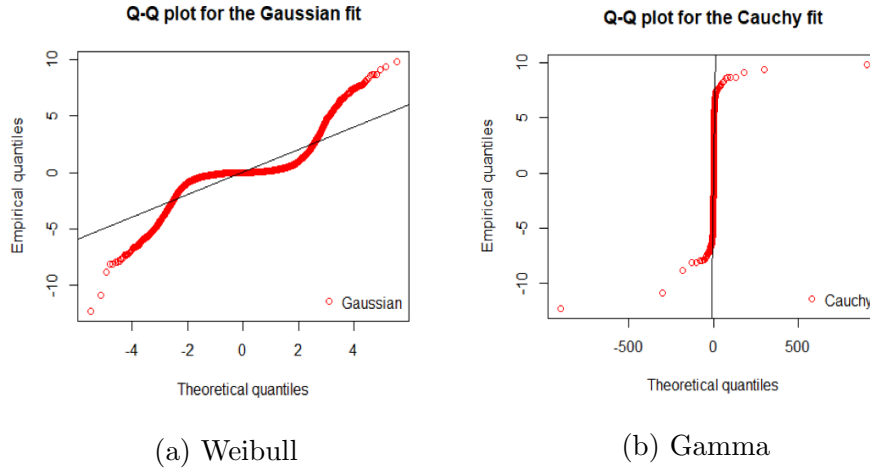 Q-Q plot for the Gaussian fit
10
5
0
-5
-10
Empirical quantiles
Gaussian
-4 -2 0 2 4
Theoretical quantiles
(a) Weibull
Q-Q plot for the Cauchy fit
10
5
0
-5
-10
Empirical quantiles
Cauchy
-500 0 500
Theoretical quantiles
(b) Gamma